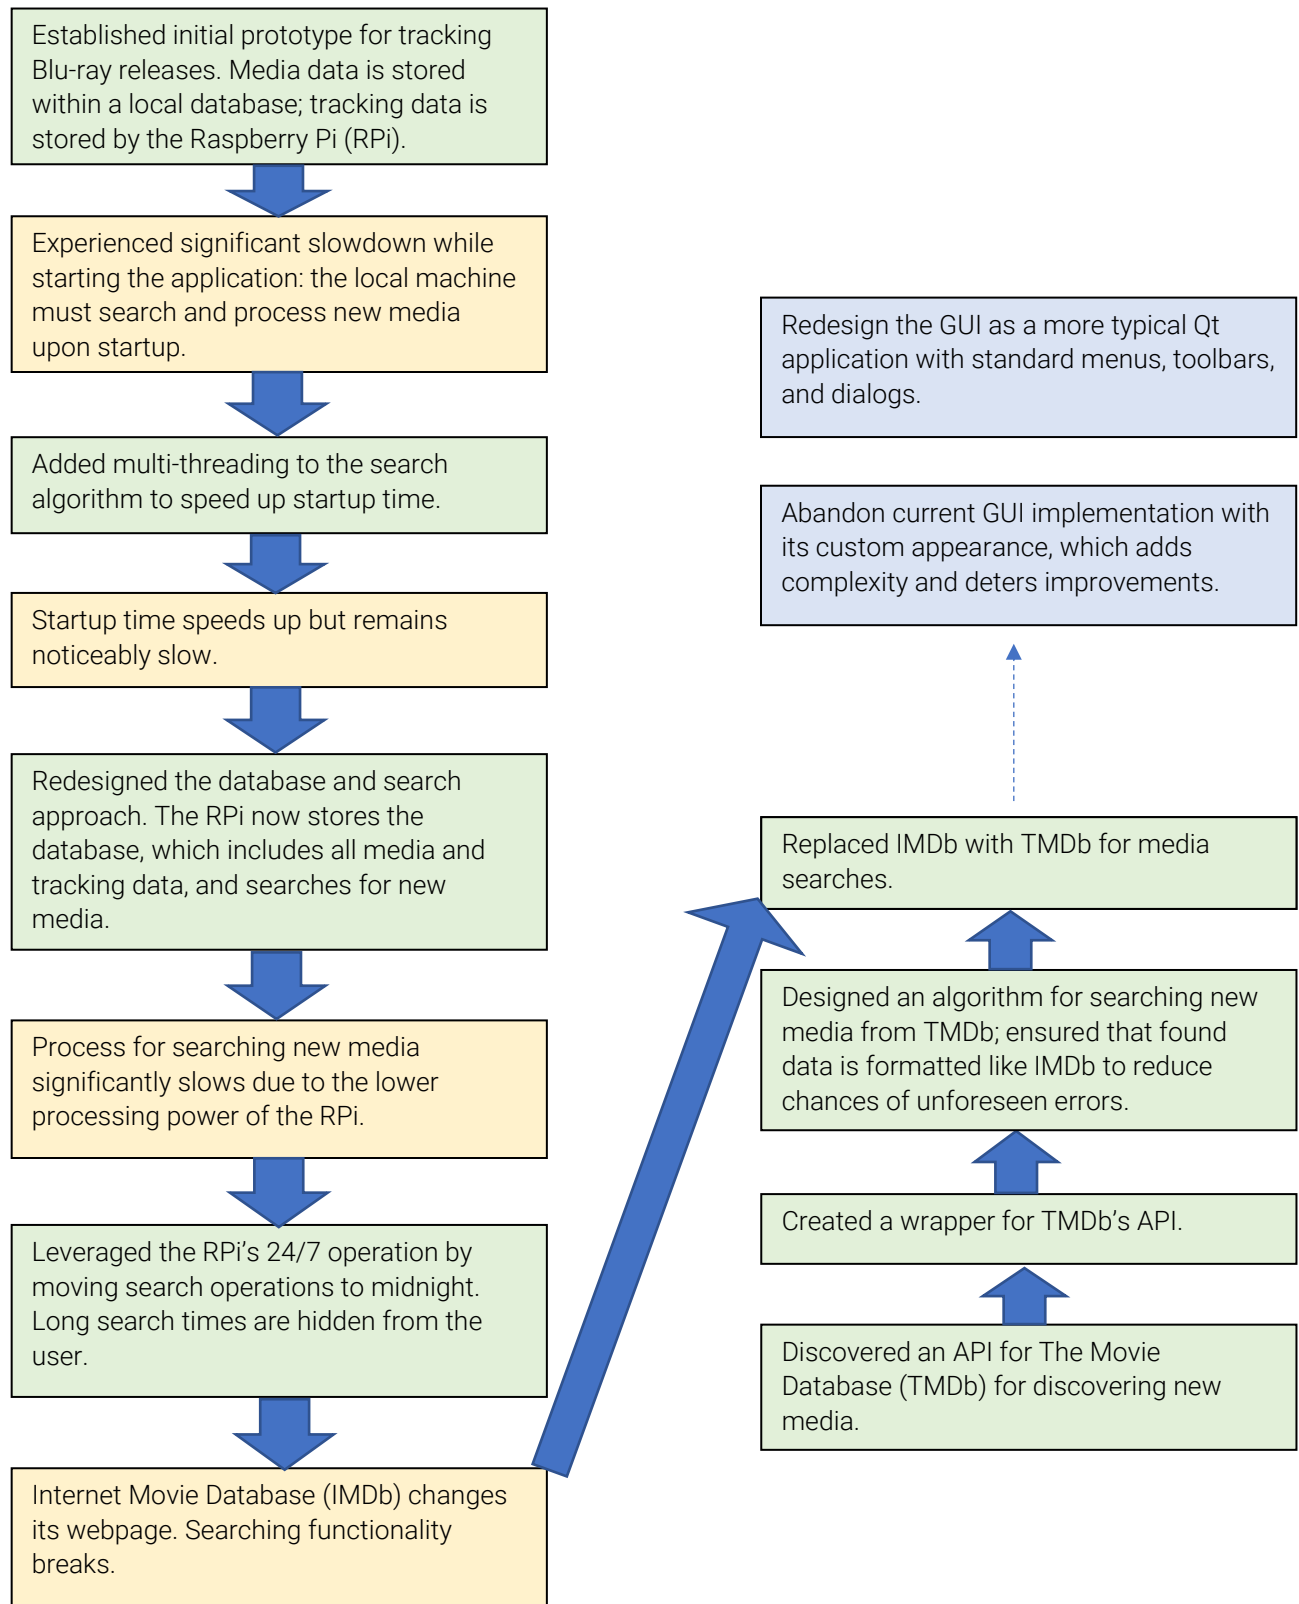 Established initial prototype for tracking
Blu-ray releases. Media data is stored
within a local database; tracking data is
stored by the Raspberry Pi (RPi).
Experienced significant slowdown while
starting the application: the local machine
must search and process new media
upon startup.
Added multi-threading to the search
algorithm to speed up startup time.
Startup time speeds up but remains
noticeably slow.
Redesigned the database and search
approach. The RPi now stores the
database, which includes all media and
tracking data, and searches for new
media.
Process for searching new media
significantly slows due to the lower
processing power of the RPi.
Leveraged the RPi’s 24/7 operation by
moving search operations to midnight.
Long search times are hidden from the
user.
Internet Movie Database (IMDb) changes
its webpage. Searching functionality
breaks.
Redesign the GUI as a more typical Qt
application with standard menus, toolbars,
and dialogs.
Abandon current GUI implementation with
its custom appearance, which adds
complexity and deters improvements.
Replaced IMDb with TMDb for media
searches.
Designed an algorithm for searching new
media from TMDb; ensured that found
data is formatted like IMDb to reduce
chances of unforeseen errors.
Created a wrapper for TMDb’s API.
Discovered an API for The Movie
Database (TMDb) for discovering new
media.